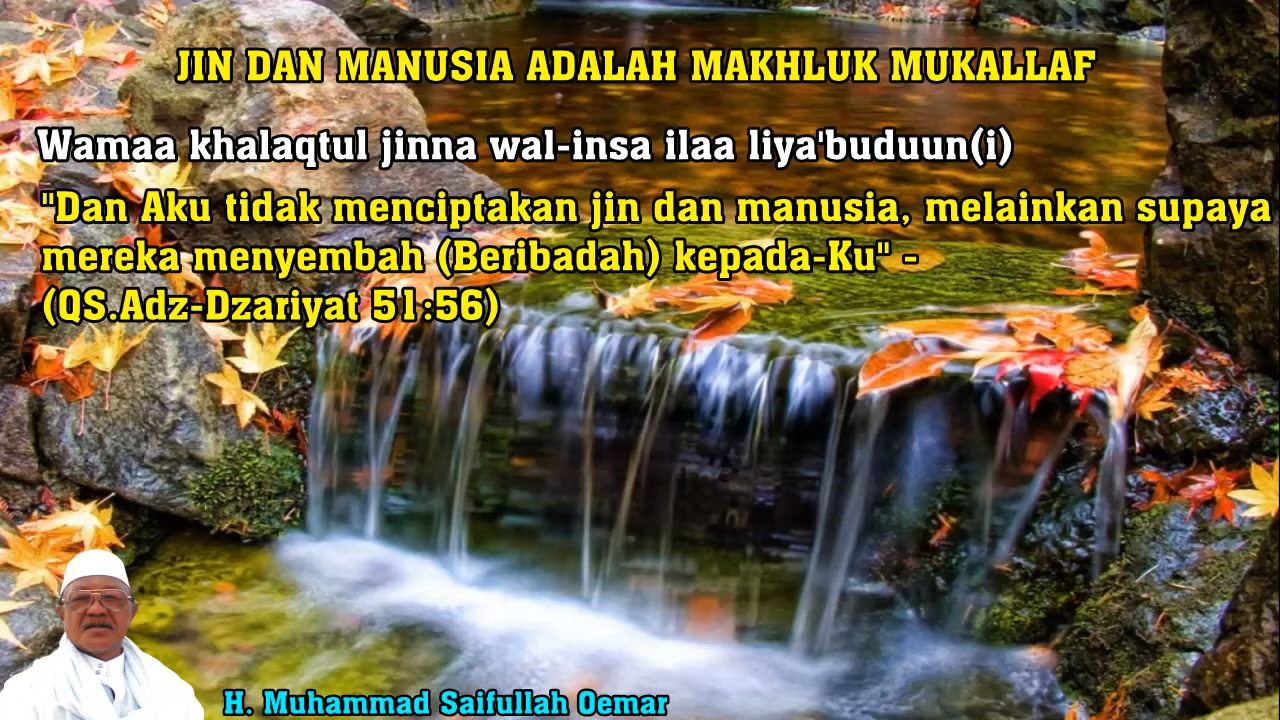 JIN DAN MANUSIA ADALAH MAKHLUK MUKALLAF
Wamaa khalaqtul jinna wal-insa ilaa liya'buduun(i)
"Dan Aku tidak menciptakan jin dan manusia, melainkan supaya
mereka menyembah (Beribadah) kepada-Ku" -
(QS.Adz-Dzariyat 51:56)
H. Muhammad Saifullah Oemar